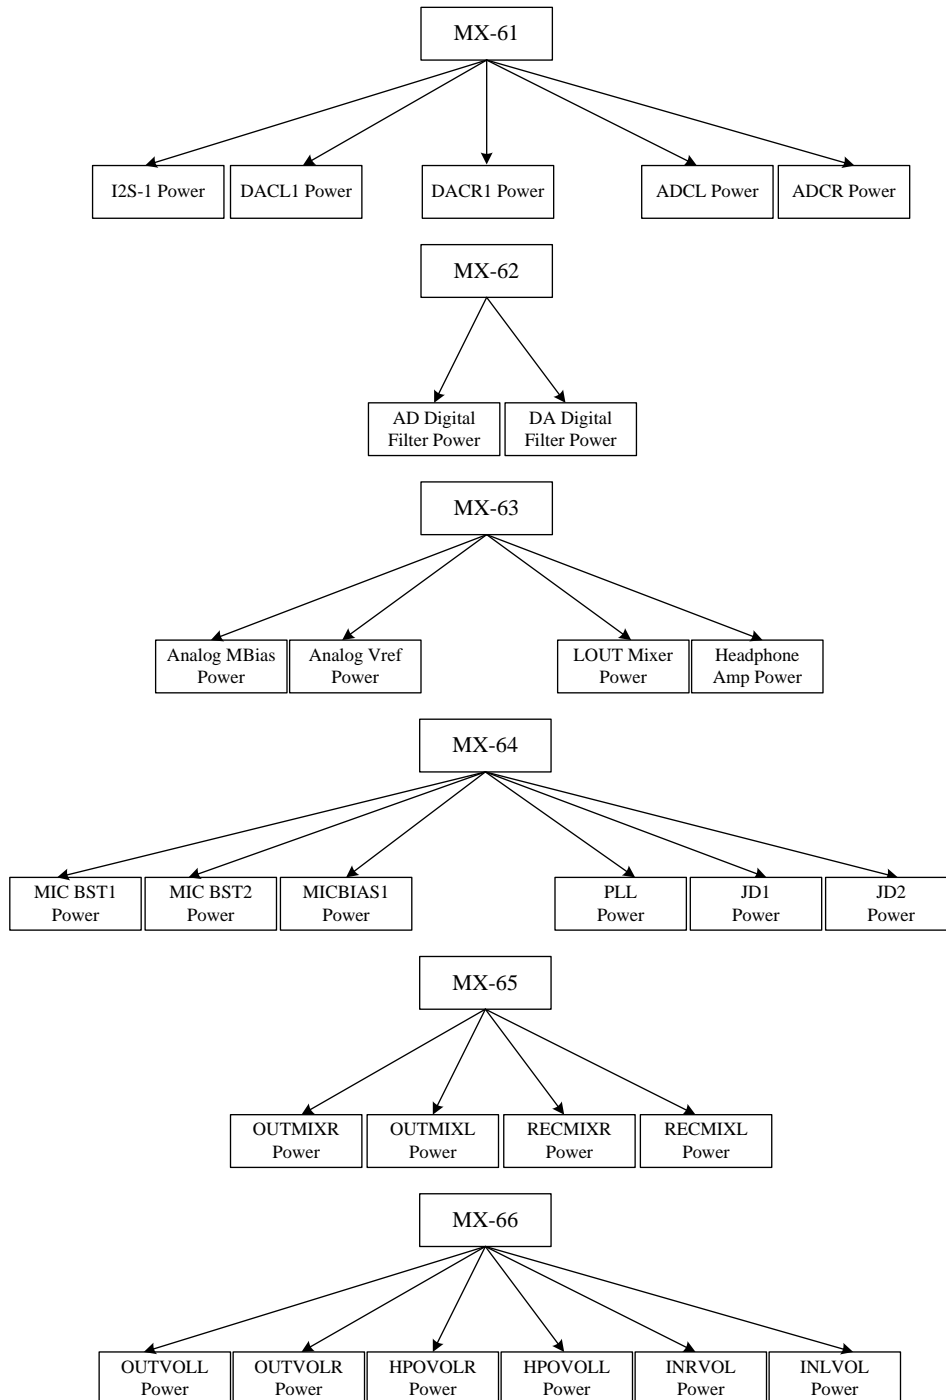 MX-61
I2S-1 Power
DACL1 Power
DACR1 Power
ADCL Power
ADCR Power
MX-62
AD Digital
Filter Power
DA Digital
Filter Power
MX-63
Analog MBias
Power
Analog Vref
Power
LOUT Mixer
Power
Headphone
Amp Power
MX-64
MIC BST1
Power
MIC BST2
Power
MICBIAS1
Power
PLL
Power
JD1
Power
JD2
Power
MX-65
OUTMIXR
Power
OUTMIXL
Power
RECMIXR
Power
RECMIXL
Power
MX-66
OUTVOLL
Power
OUTVOLR
Power
HPOVOLR
Power
HPOVOLL
Power
INRVOL
Power
INLVOL
Power